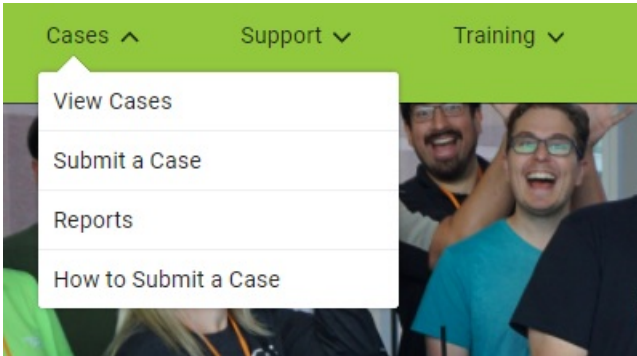 Cases
Support
Training
View Cases
Submit a Case
Reports
How to Submit a Case